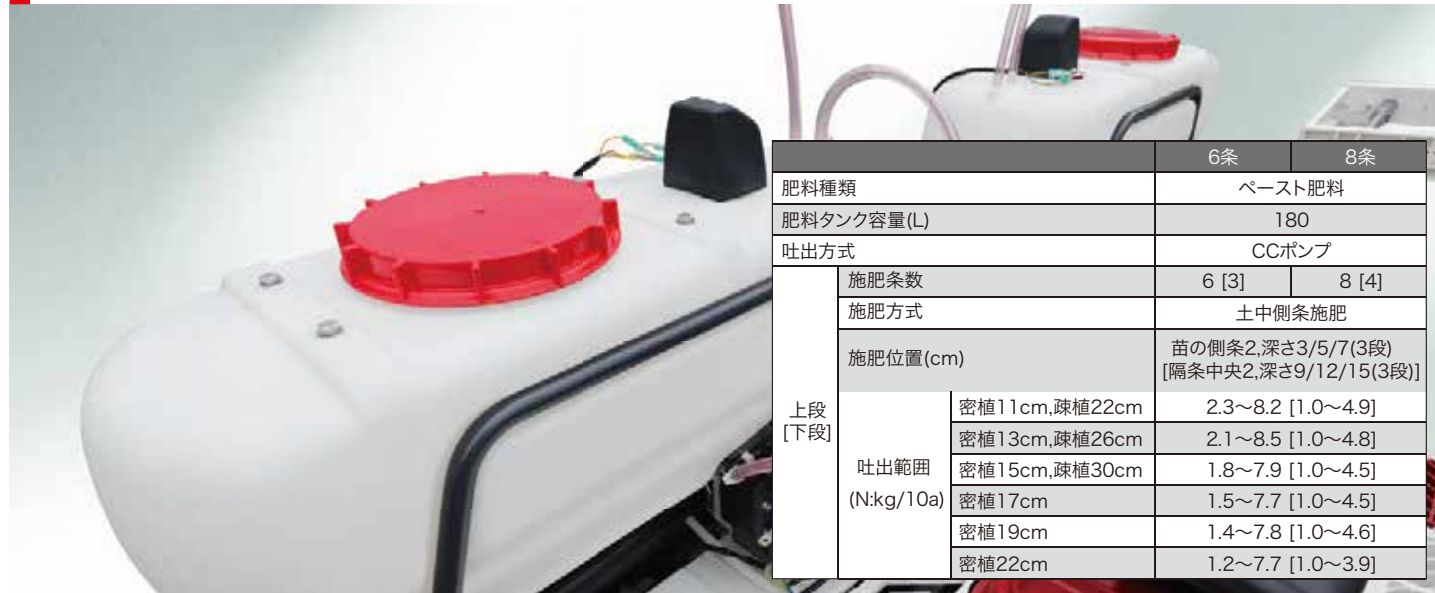 6条 8条
肥料種類 ペースト肥料
肥料タンク容量(L) 180
吐出方式 CCポンプ
上段
[下段]
施肥条数 6 [3] 8 [4]
施肥方式 土中側条施肥
施肥位置(cm) 苗の側条2,深さ3/5/7(3段)
[隔条中央2,深さ9/12/15(3段)]
吐出範囲
(N:kg/10a)
密植11cm,疎植22cm 2.3〜8.2 [1.0〜4.9]
密植13cm,疎植26cm 2.1〜8.5 [1.0〜4.8]
密植15cm,疎植30cm 1.8〜7.9 [1.0〜4.5]
密植17cm 1.5〜7.7 [1.0〜4.5]
密植19cm 1.4〜7.8 [1.0〜4.6]
密植22cm 1.2〜7.7 [1.0〜3.9]